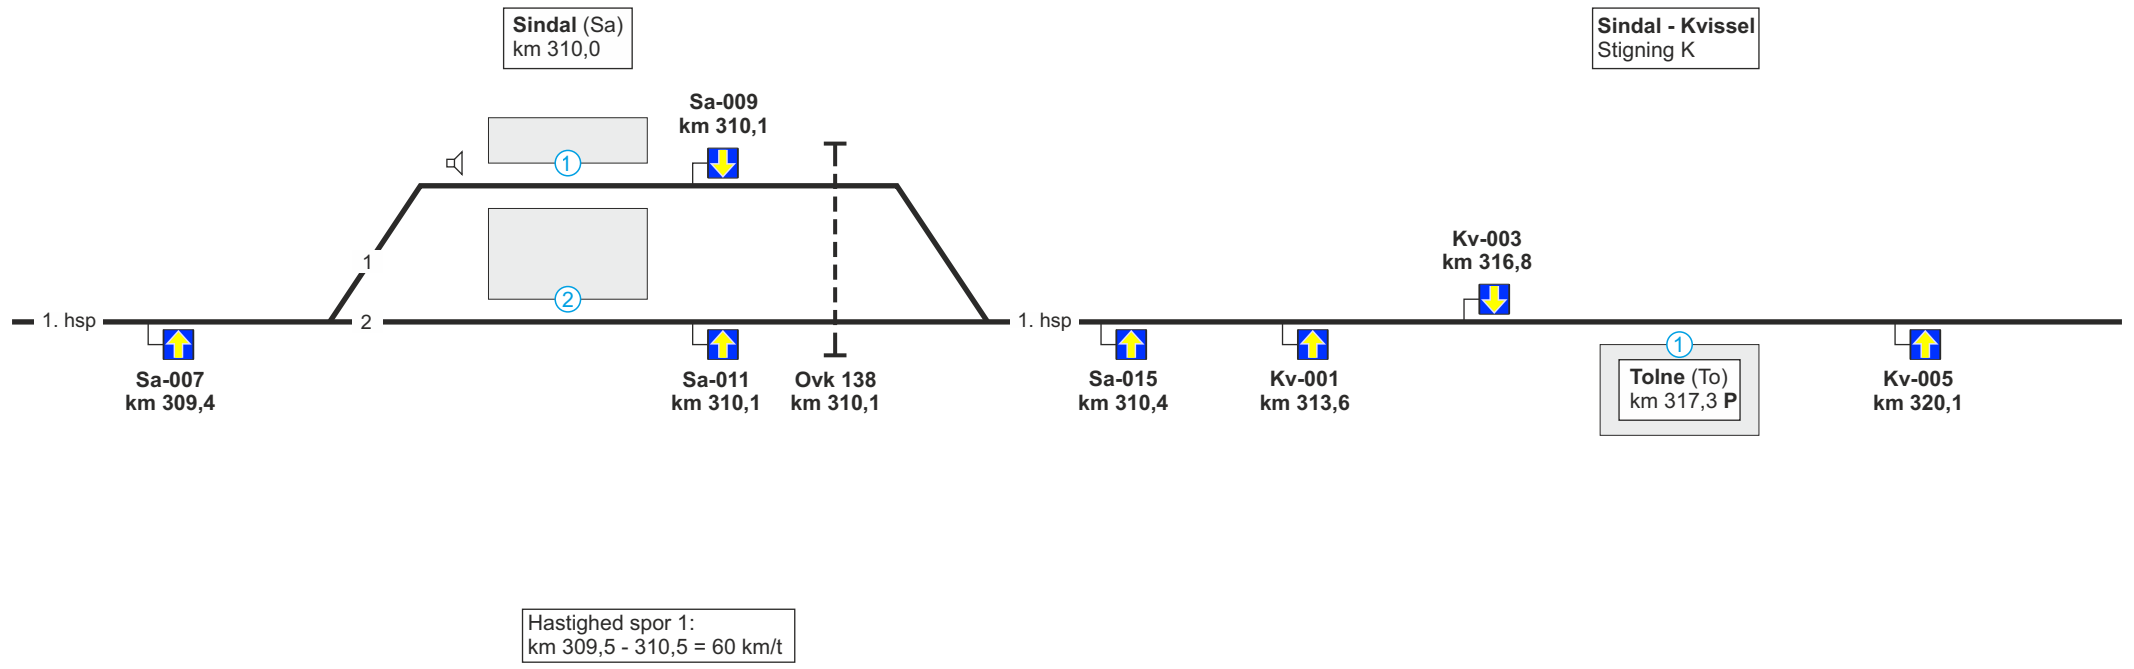 Sindal (Sa)
km 310,0
Sindal - Kvissel
Stigning K
Sa-009
km 310,1
1
1
2
Kv-003
km 316,8
1. hsp
2
1. hsp
Sa-007
km 309,4
Sa-011
km 310,1
Ovk 138
km 310,1
Sa-015
km 310,4
Kv-001
km 313,6
1
Tolne (To)
km 317,3 P
Kv-005
km 320,1
Hastighed spor 1:
km 309,5 - 310,5 = 60 km/t